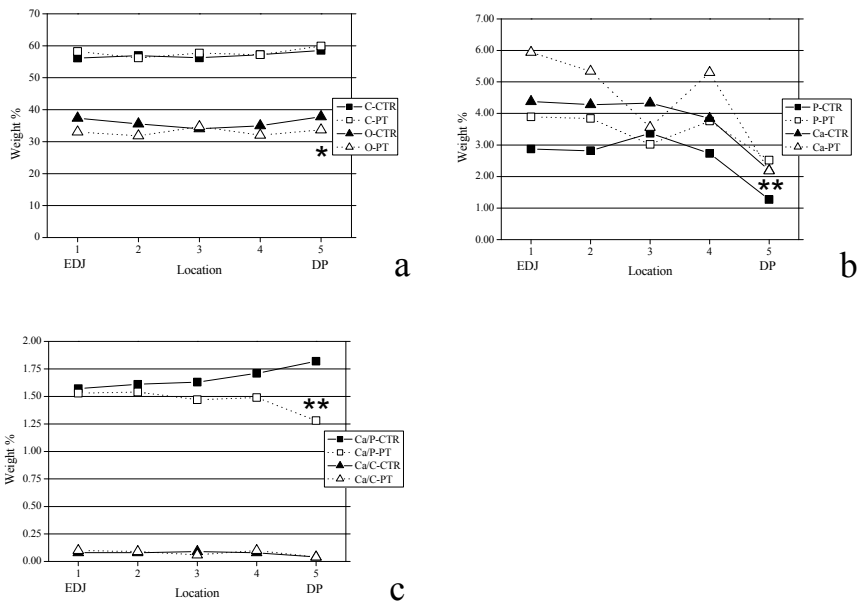 70
60
50
40
30
20
10
0
Weight %
C-CTR
C-PT
O-CTR
O-PT
*
1 2 3 4 5
EDJ DP
Location
a
7.00
6.00
5.00
4.00
3.00
2.00
1.00
0.00
Weight %
P-CTR
P-PT
Ca-CTR
Ca-PT
**
1 2 3 4 5
EDJ DP
Location
b
2.00
1.75
1.50
1.25
1.00
0.75
0.50
0.25
0.00
Weight %
**
Ca/P-CTR
Ca/P-PT
Ca/C-CTR
Ca/C-PT
1 2 3 4 5
EDJ DP
Location
c